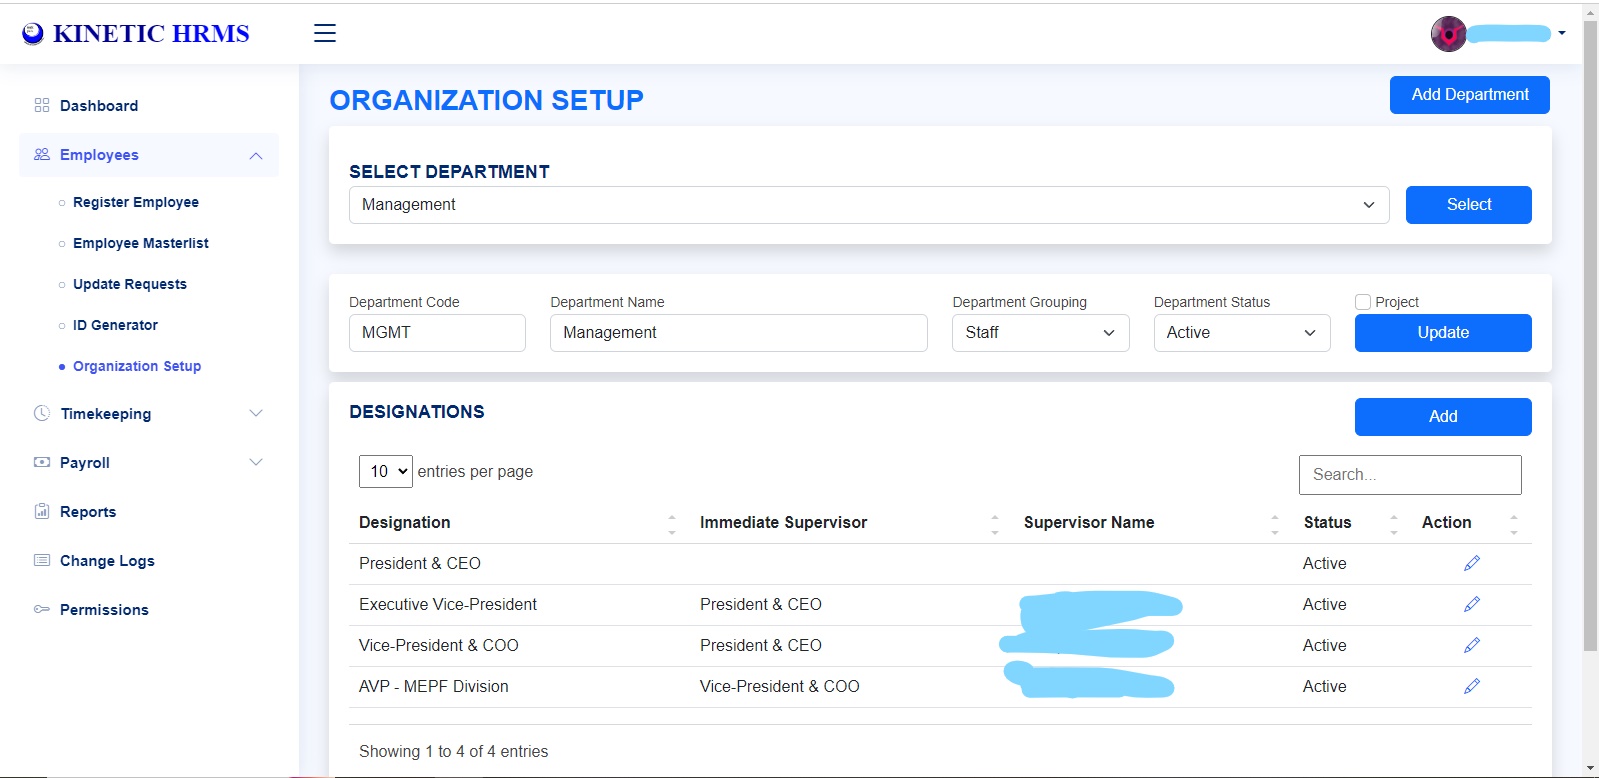 KINETIC HRMS
Dashboard
Employees
Register Employee
Employee Masterlist
Update Requests
ID Generator
Organization Setup
Timekeeping
Payroll
Reports
Change Logs
Permissions
ORGANIZATION SETUP
Add Department
SELECT DEPARTMENT
Management
Select
Department Code
Department Name
Department Grouping
Department Status
Project
MGMT
Management
Staff
Active
Update
DESIGNATIONS
Add
10 entries per page
Search...
Designation Immediate Supervisor Supervisor Name Status Action
President & CEO Active
Executive Vice-President President & CEO Active
Vice-President & COO President & CEO Active
AVP - MEPF Division Vice-President & COO Active
Showing 1 to 4 of 4 entries